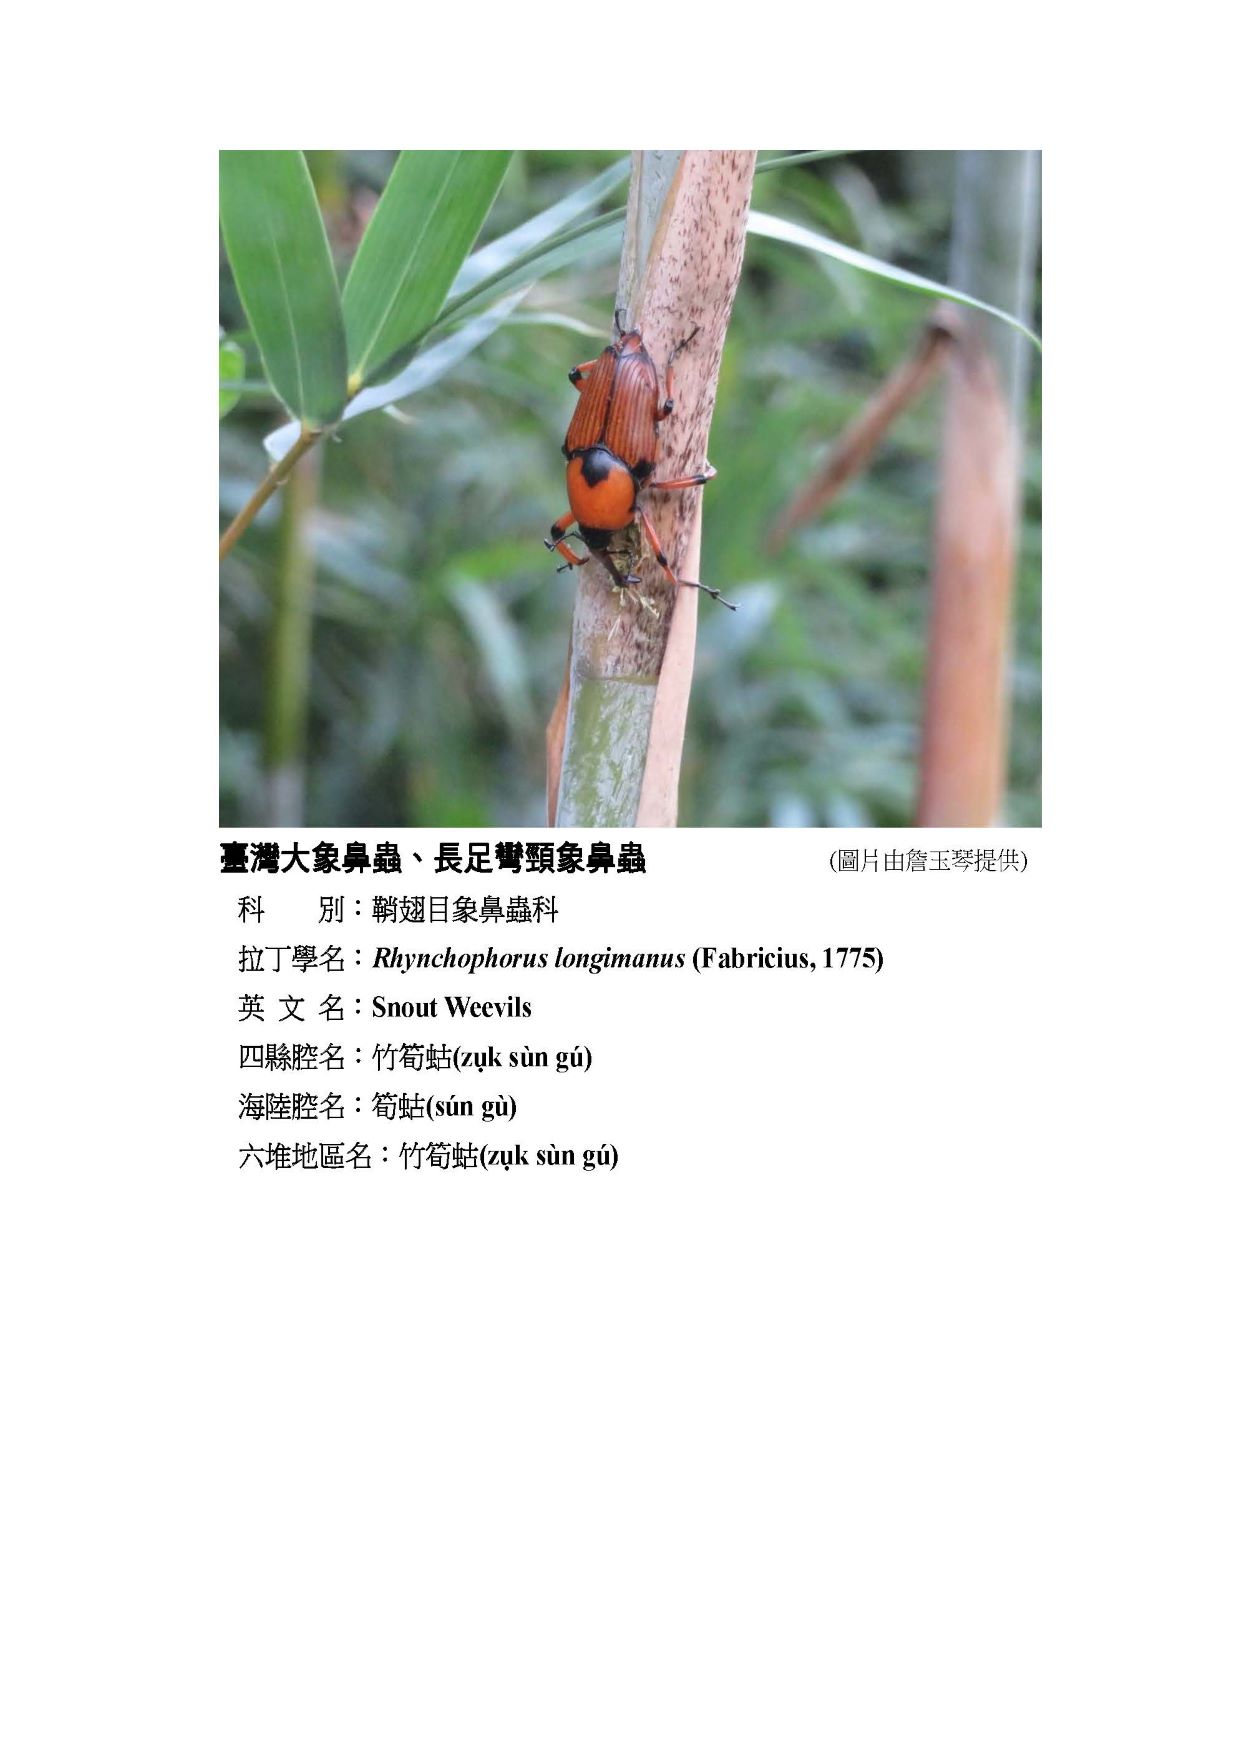 臺灣大象鼻蟲、長足彎頸象鼻蟲 (圖片由詹玉琴提供)
科　　別：鞘翅目象鼻蟲科
拉丁學名：Rhynchophorus longimanus (Fabricius, 1775)
英 文 名：Snout Weevils
四縣腔名：竹筍蛄(zụk sùn gú)
海陸腔名：筍蛄(sún gù)
六堆地區名：竹筍蛄(zụk sùn gú)